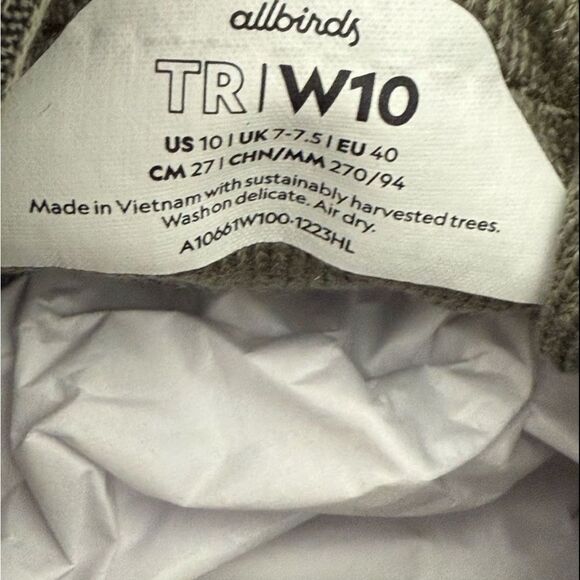 allbirds
TR|W10
US 10 | UK 7-7.5 | EU 40
CM 27 | CHN/MM 270/94
Made in Vietnam with sustainably harvested trees.
Wash on delicate. Air dry.
A10661W100-1223HL